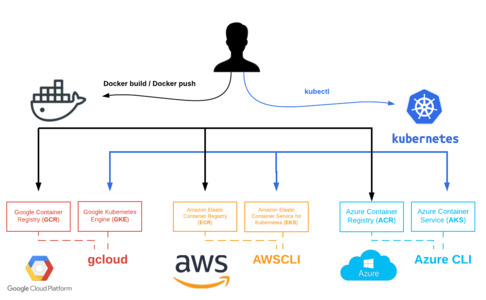 Docker build / Docker push
kubectl
kubernetes
Google Container
Registry (GCR)
Google Kubernetes
Engine (GKE)
Amazon Elastic
Container Registry
(ECR)
Amazon Elastic
Container Service for
Kubernetes (EKS)
Azure Container
Registry (ACR)
Azure Container
Service (AKS)
gcloud
Google Cloud Platform
aws
AWSCLI
Azure
Azure CLI